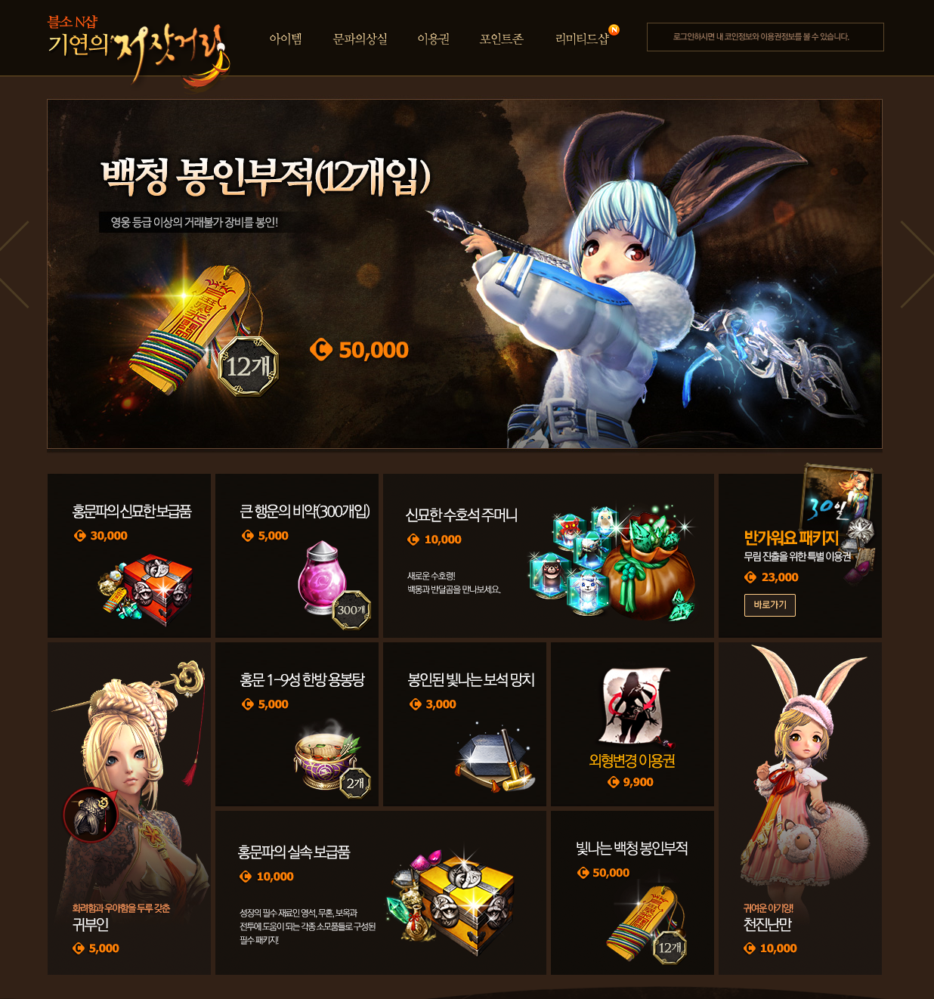 블소 N샵
기연의 저잣거리
아이템 문파의상실 이용권 포인트존 리미티드샵 N
로그인하시면 내 코인정보와 이용권정보를 볼 수 있습니다.
백청 봉인부적(12개입)
영웅 등급 이상의 거래불가 장비를 봉인!
12개
50,000
홍문파의 신묘한 보급품
30,000
큰 행운의 비약(300개입)
5,000
300개
신묘한 수호석 주머니
10,000
새로운 수호령!
백몽과 반달곰을 만나보세요.
30일
반가워요 패키지
무림 진출을 위한 특별 이용권
23,000
바로가기
화려함과 우아함을 두루 갖춘
귀부인
5,000
홍문 1-9성 한방 용봉탕
5,000
2개
봉인된 빛나는 보석 망치
3,000
외형변경 이용권
9,900
홍문파의 실속 보급품
10,000
성장의 필수 재료인 영석, 무혼, 보옥과
전투에 도움이 되는 각종 소모품들로 구성된
필수 패키지!
빛나는 백청 봉인부적
50,000
12개
귀여운 아기양!
천진난만
10,000